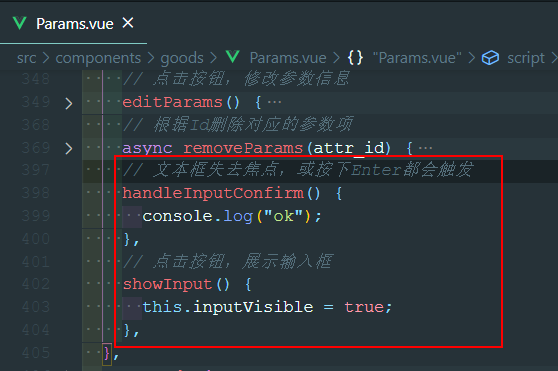 Params.vue ×
src > components > goods > Params.vue > {} "Params.vue" > script
348 // 点击按钮，修改参数信息
349 > editParams() { ⋯
368 // 根据Id删除对应的参数项
369 > async removeParams(attr_id) { ⋯
397 // 文本框失去焦点，或按下Enter都会触发
398 handleInputConfirm() {
399 console.log("ok");
400 },
401 // 点击按钮，展示输入框
402 showInput() {
403 this.inputVisible = true;
404 },
405 },